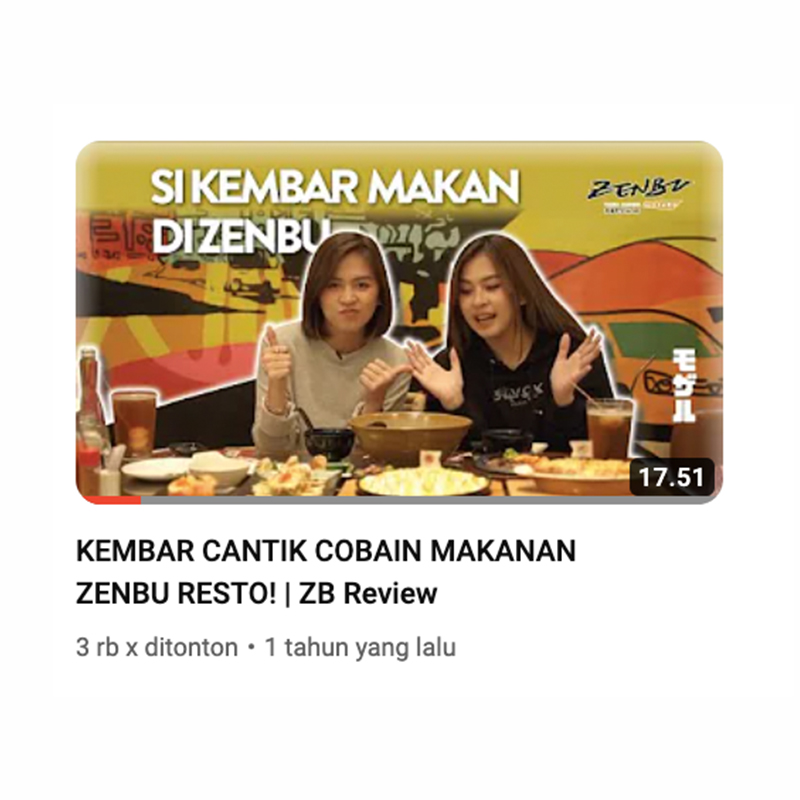 SI KEMBAR MAKAN
DI ZENBU
ZENBU
モザル
17.51
KEMBAR CANTIK COBAIN MAKANAN
ZENBU RESTO! | ZB Review
3 rb x ditonton • 1 tahun yang lalu